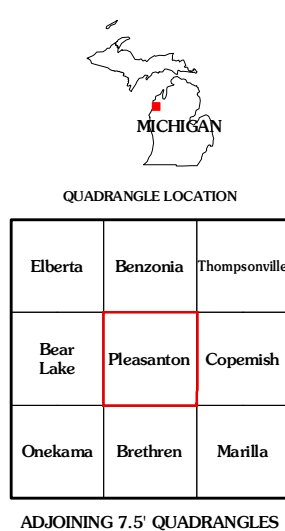 MICHIGAN
QUADRANGLE LOCATION
Elberta Benzonia Thompsonville
Bear
Lake
Pleasanton Copemish
Onekama Brethren Marilla
ADJOINING 7.5' QUADRANGLES